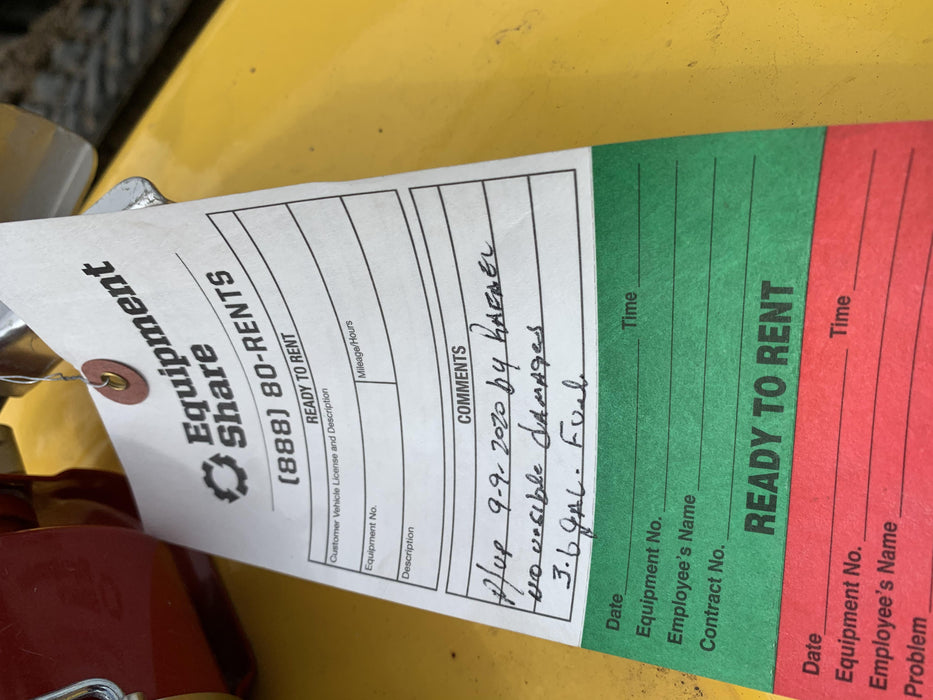 Equipment
Share
(888) 80-RENTS
READY TO RENT
Customer Vehicle License and Description
Equipment No.
Mileage/Hours
Description
COMMENTS
P/up 9-9-2020 by
no vesible damages
3.6 gal. Fuel.
Date
Time
Equipment No.
Employee's Name
Contract No.
READY TO RENT
Date
Time
Equipment No.
Employee's Name
Problem